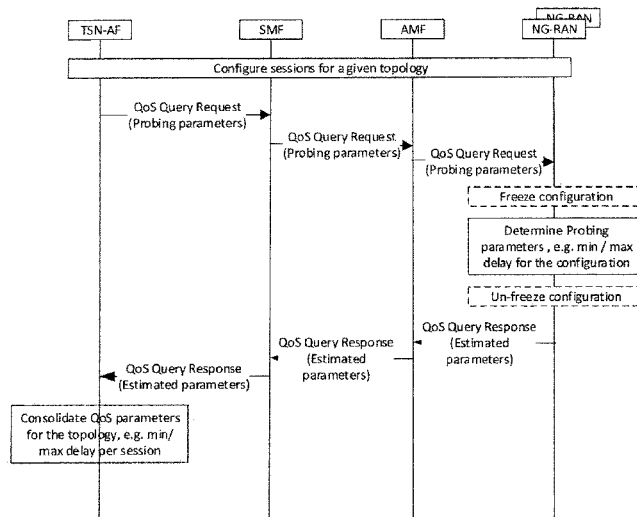 NG-RAN
TSN-AF
SMF
AMF
NG-RAN
Configure sessions for a given topology
QoS Query Request
(Probing parameters)
QoS Query Request
(Probing parameters)
QoS Query Request
(Probing parameters)
Freeze configuration
Determine Probing
parameters , e.g. min / max
delay for the configuration
Un-freeze configuration
QoS Query Response
(Estimated
parameters)
QoS Query Response
(Estimated
parameters)
QoS Query Response
(Estimated parameters)
Consolidate QoS parameters
for the topology, e.g. min/
max delay per session